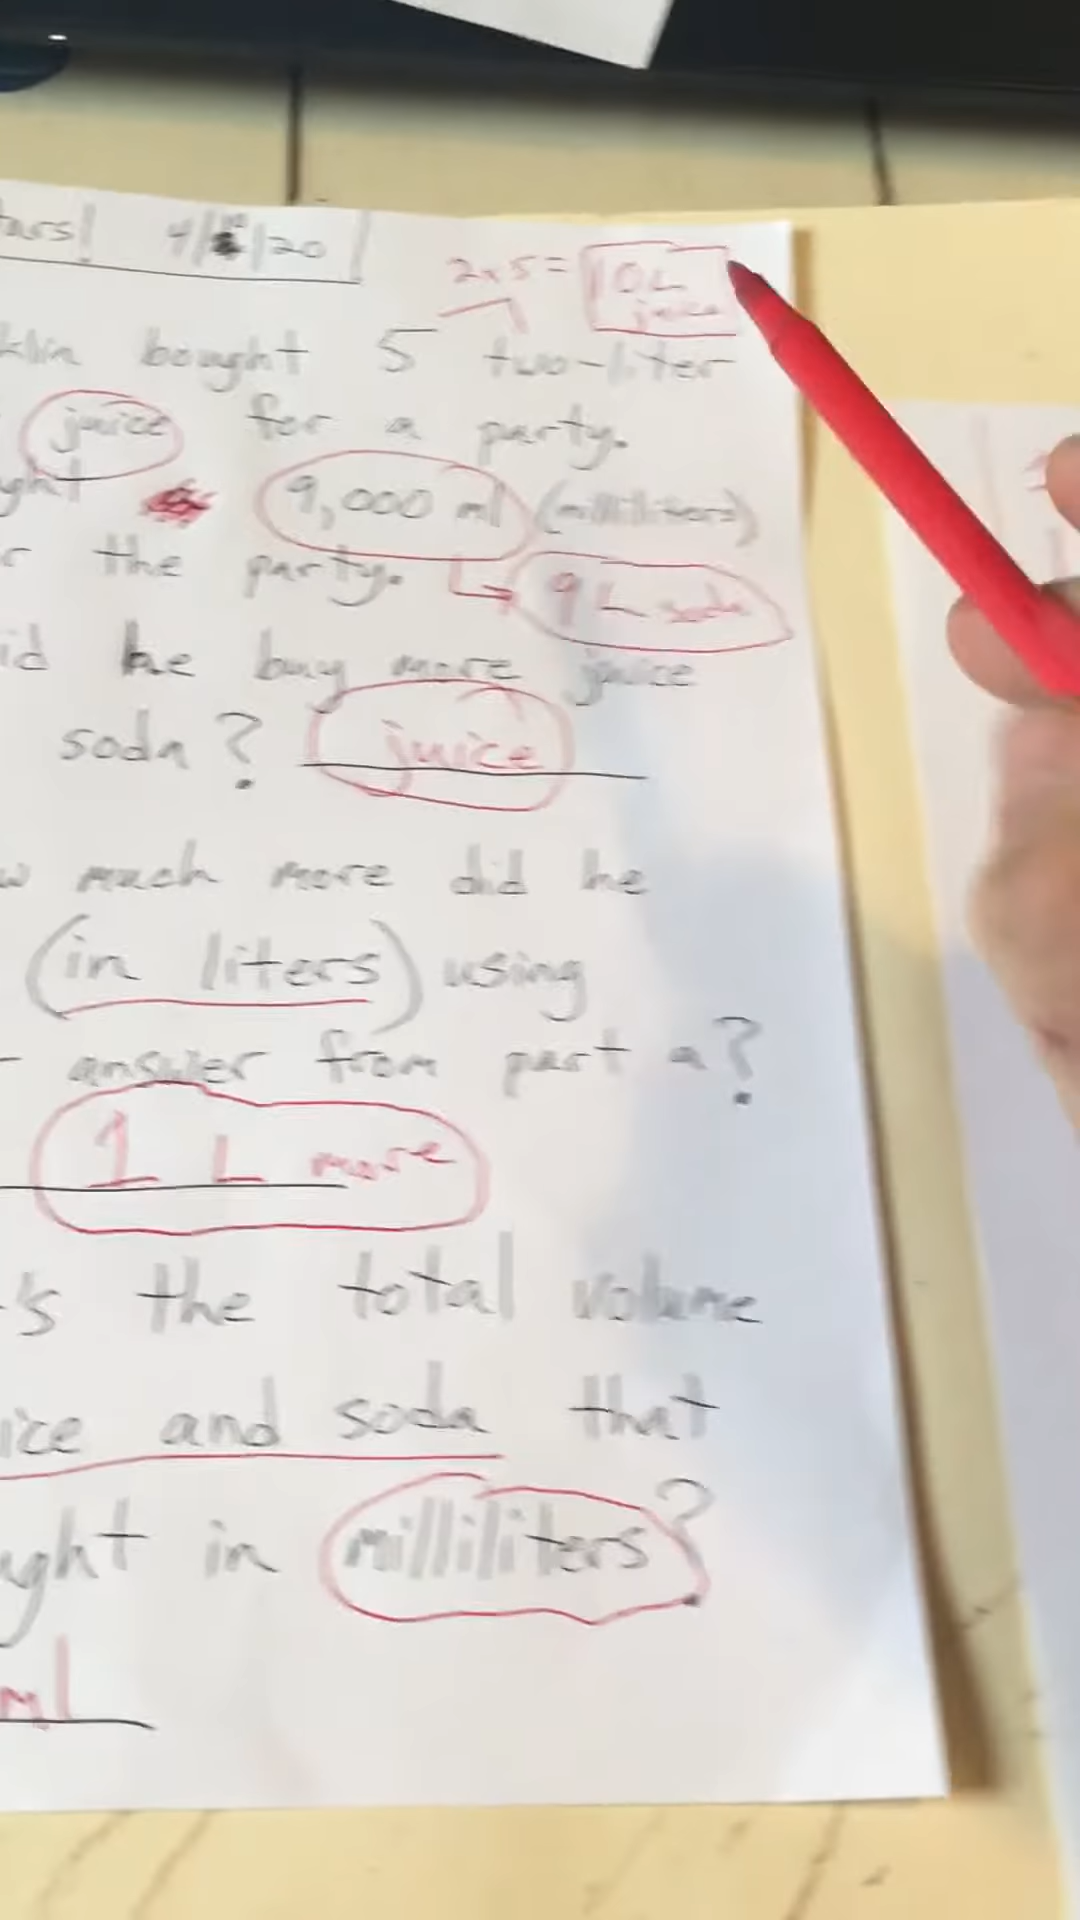 4/10/20
2x5= 10L
juice
bought 5 two-liter
juice for a party.
9,000 ml (milliliters)
the party. 9 L soda
he buy more juice
soda? juice
much more did he
(in liters) using
answer from part a?
1 L more
's the total volume
and soda that
in milliliters?
ml